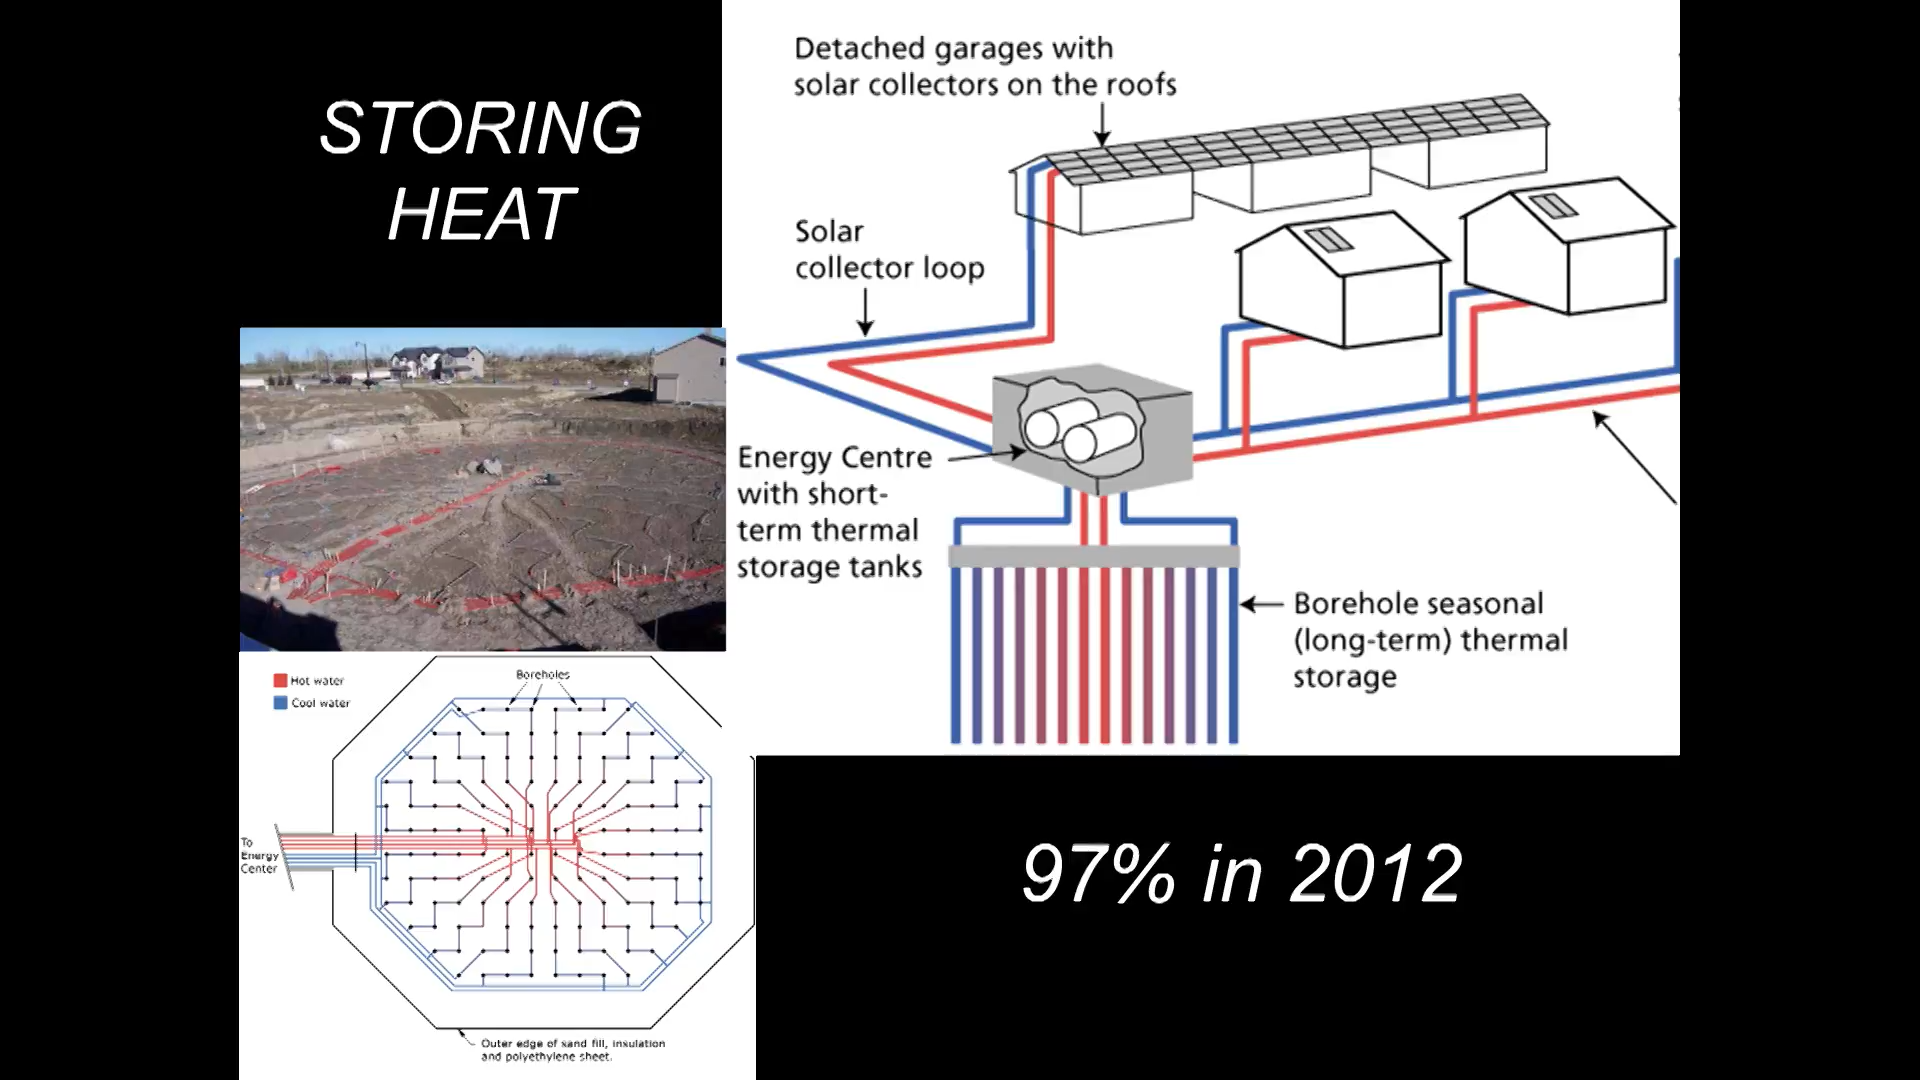 STORING
HEAT
Detached garages with
solar collectors on the roofs
Solar
collector loop
Energy Centre
with short-
term thermal
storage tanks
Borehole seasonal
(long-term) thermal
storage
Hot water
Cool water
Boreholes
To
Energy
Center
Outer edge of sand fill, insulation
and polyethylene sheet.
97% in 2012